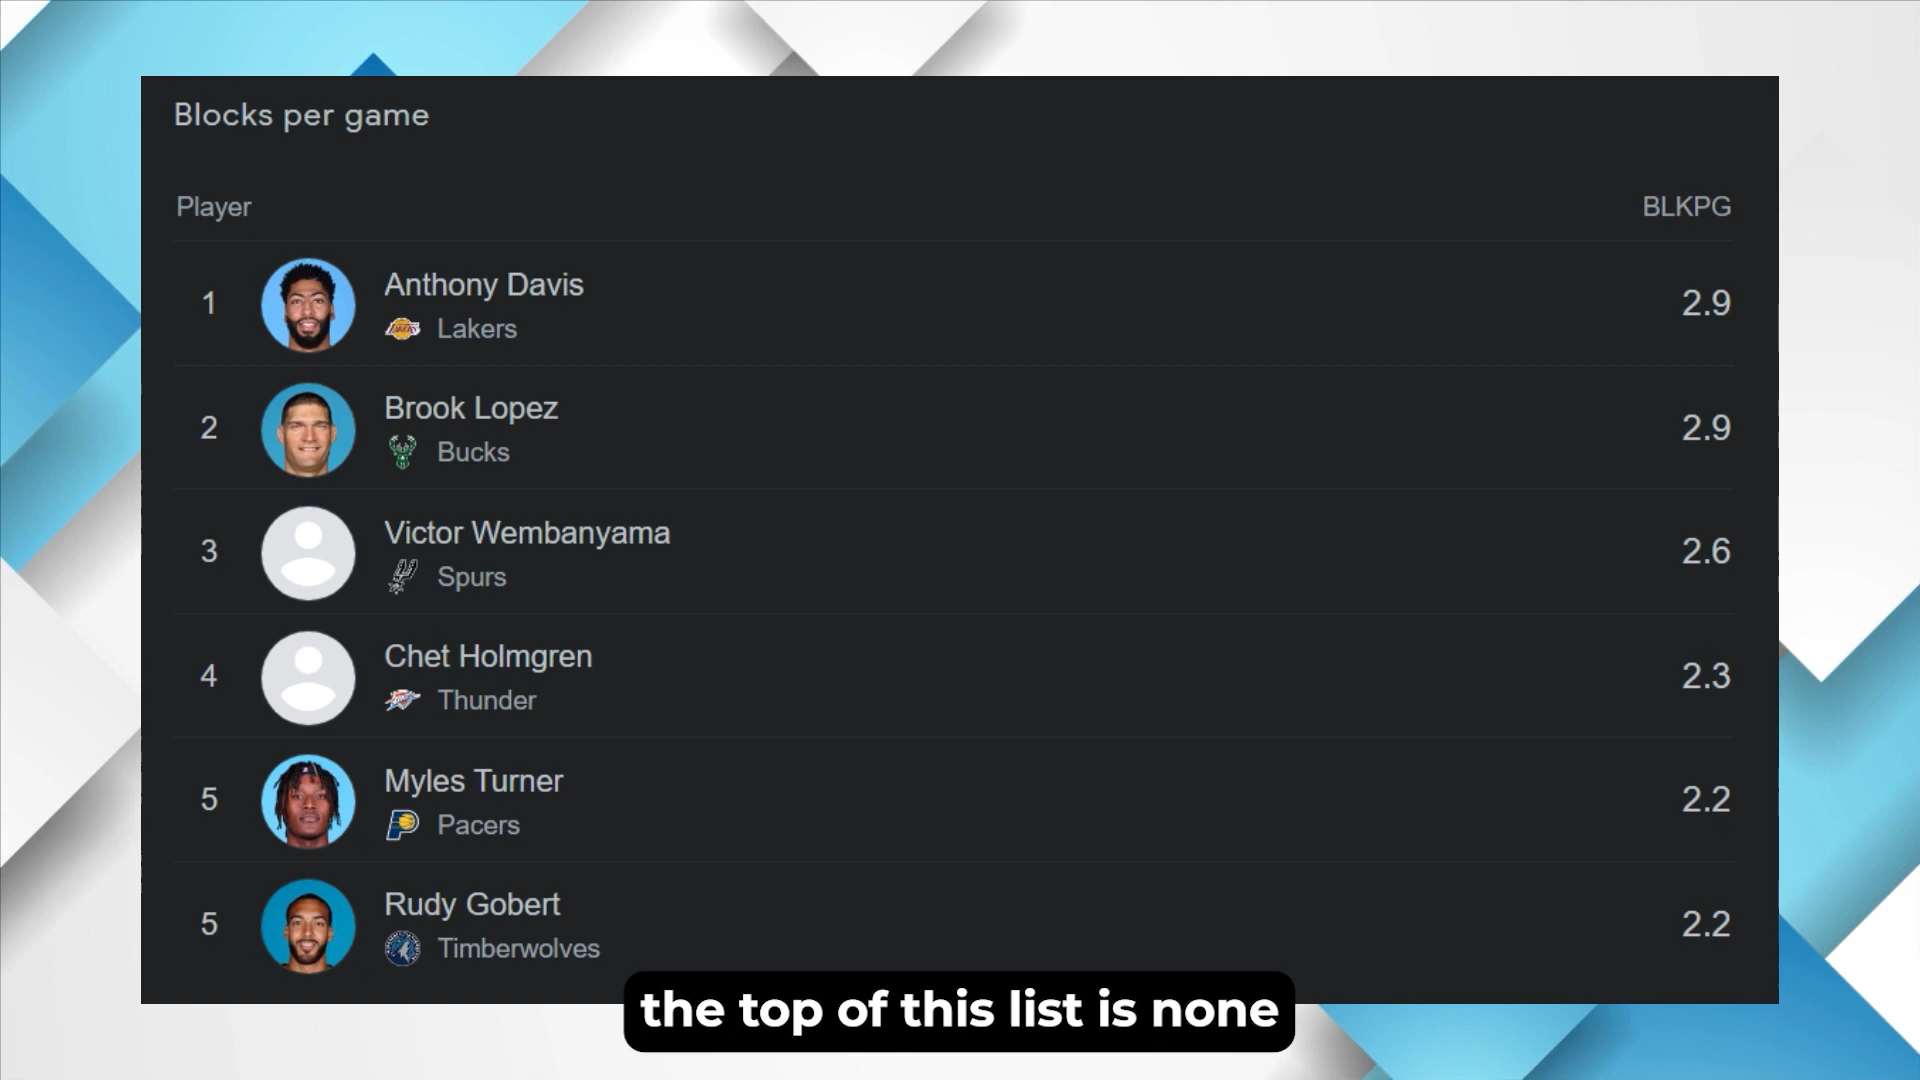 Blocks per game
Player BLKPG
1 Anthony Davis 2.9
Lakers
2 Brook Lopez 2.9
Bucks
3 Victor Wembanyama 2.6
Spurs
4 Chet Holmgren 2.3
Thunder
5 Myles Turner 2.2
Pacers
5 Rudy Gobert 2.2
Timberwolves
the top of this list is none